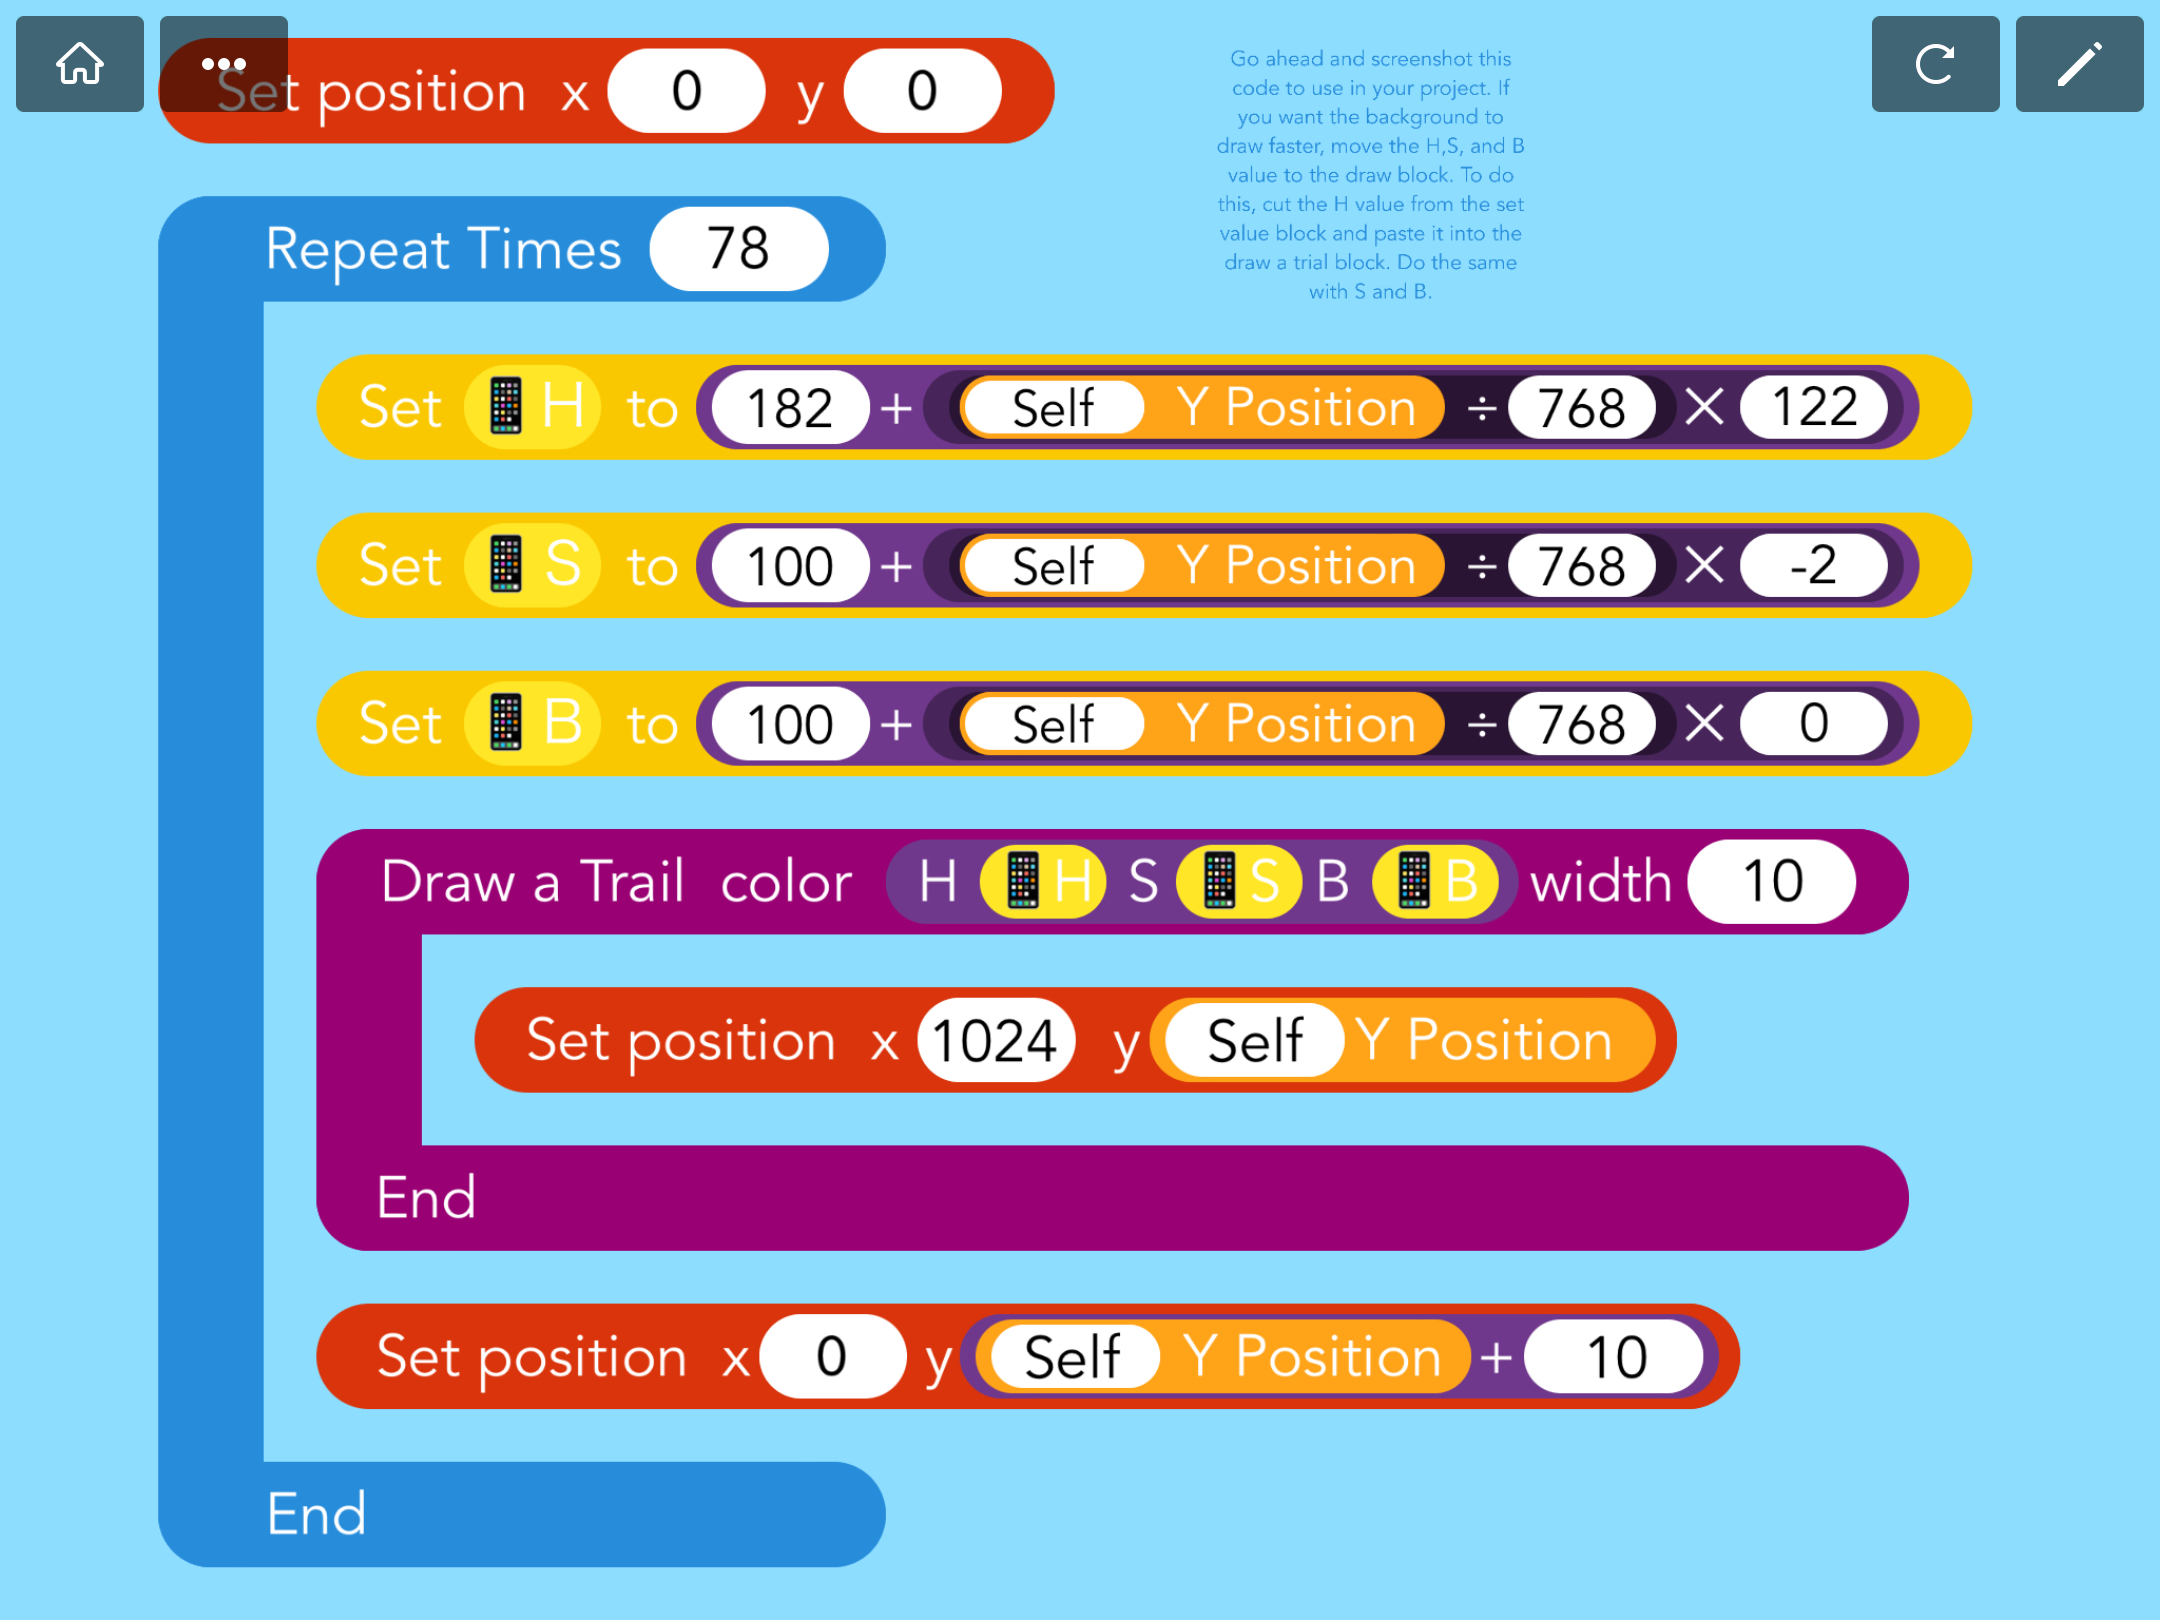 Set position x 0 y 0
Go ahead and screenshot this
code to use in your project. If
you want the background to
draw faster, move the H,S, and B
value to the draw block. To do
this, cut the H value from the set
value block and paste it into the
draw a trial block. Do the same
with S and B.
Repeat Times 78
Set H to 182 + Self Y Position ÷ 768 × 122
Set S to 100 + Self Y Position ÷ 768 × -2
Set B to 100 + Self Y Position ÷ 768 × 0
Draw a Trail color H H S S B B width 10
Set position x 1024 y Self Y Position
End
Set position x 0 y Self Y Position + 10
End